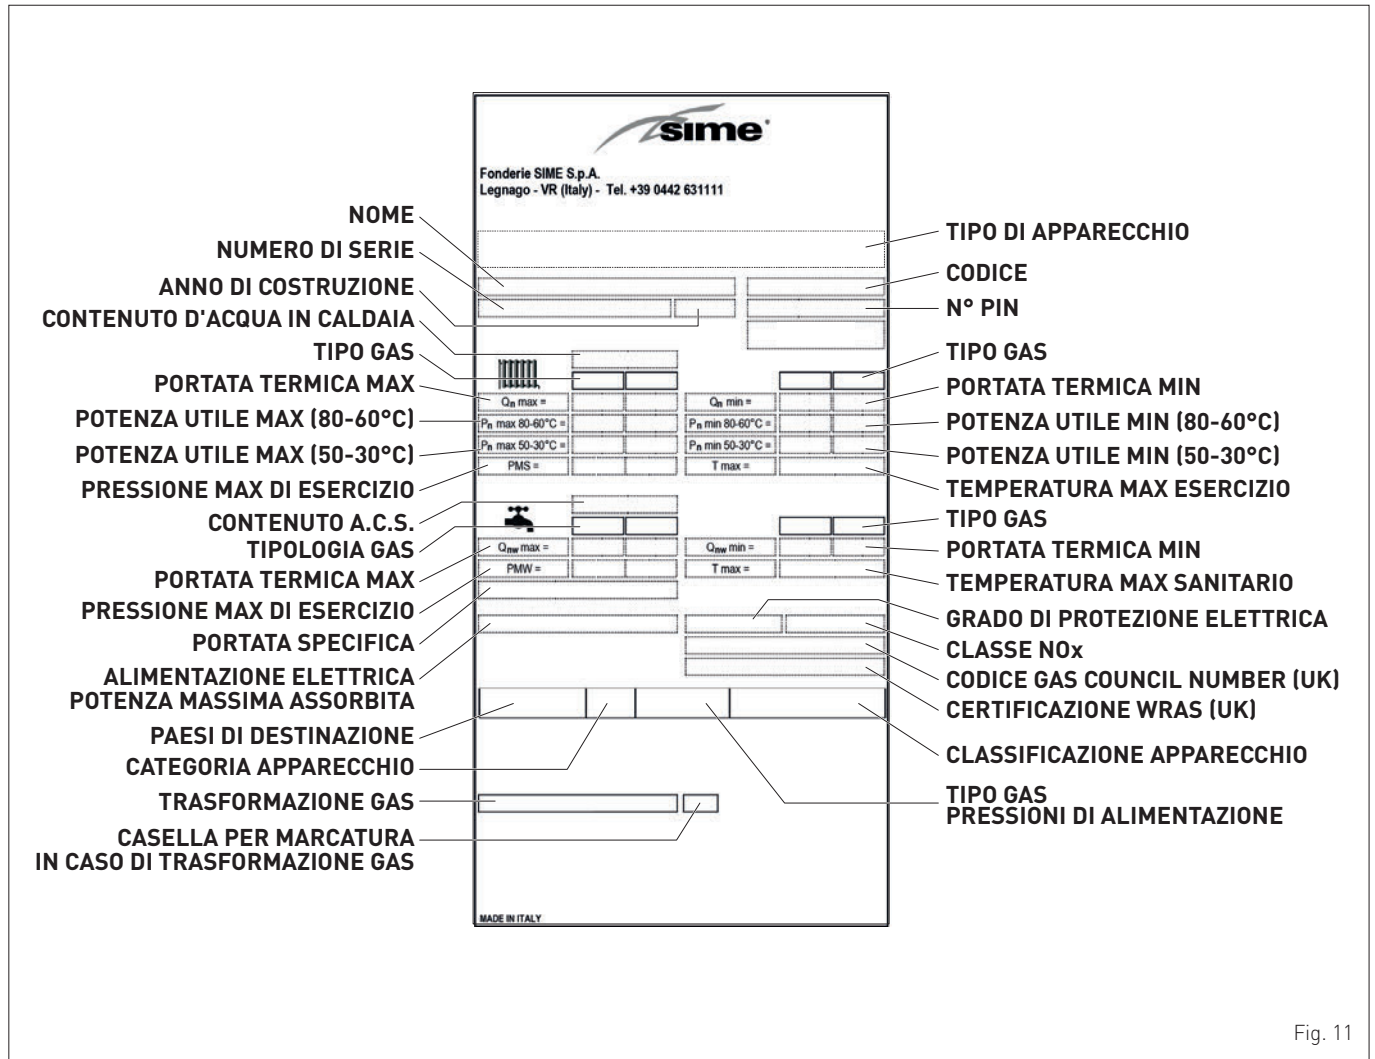 sime®
Fonderie SIME S.p.A.
Legnago - VR (Italy) - Tel. +39 0442 631111
NOME
NUMERO DI SERIE
ANNO DI COSTRUZIONE
CONTENUTO D'ACQUA IN CALDAIA
TIPO GAS
PORTATA TERMICA MAX
POTENZA UTILE MAX (80-60°C)
POTENZA UTILE MAX (50-30°C)
PRESSIONE MAX DI ESERCIZIO
CONTENUTO A.C.S.
TIPOLOGIA GAS
PORTATA TERMICA MAX
PRESSIONE MAX DI ESERCIZIO
PORTATA SPECIFICA
ALIMENTAZIONE ELETTRICA
POTENZA MASSIMA ASSORBITA
PAESI DI DESTINAZIONE
CATEGORIA APPARECCHIO
TRASFORMAZIONE GAS
CASELLA PER MARCATURA
IN CASO DI TRASFORMAZIONE GAS
Qn max =
Pn max 80-60°C =
Pn max 50-30°C =
PMS =
Qnw max =
PMW =
Qn min =
Pn min 80-60°C =
Pn min 50-30°C =
T max =
Qnw min =
T max =
MADE IN ITALY
TIPO DI APPARECCHIO
CODICE
N° PIN
TIPO GAS
PORTATA TERMICA MIN
POTENZA UTILE MIN (80-60°C)
POTENZA UTILE MIN (50-30°C)
TEMPERATURA MAX ESERCIZIO
TIPO GAS
PORTATA TERMICA MIN
TEMPERATURA MAX SANITARIO
GRADO DI PROTEZIONE ELETTRICA
CLASSE NOx
CODICE GAS COUNCIL NUMBER (UK)
CERTIFICAZIONE WRAS (UK)
CLASSIFICAZIONE APPARECCHIO
TIPO GAS
PRESSIONI DI ALIMENTAZIONE
Fig. 11